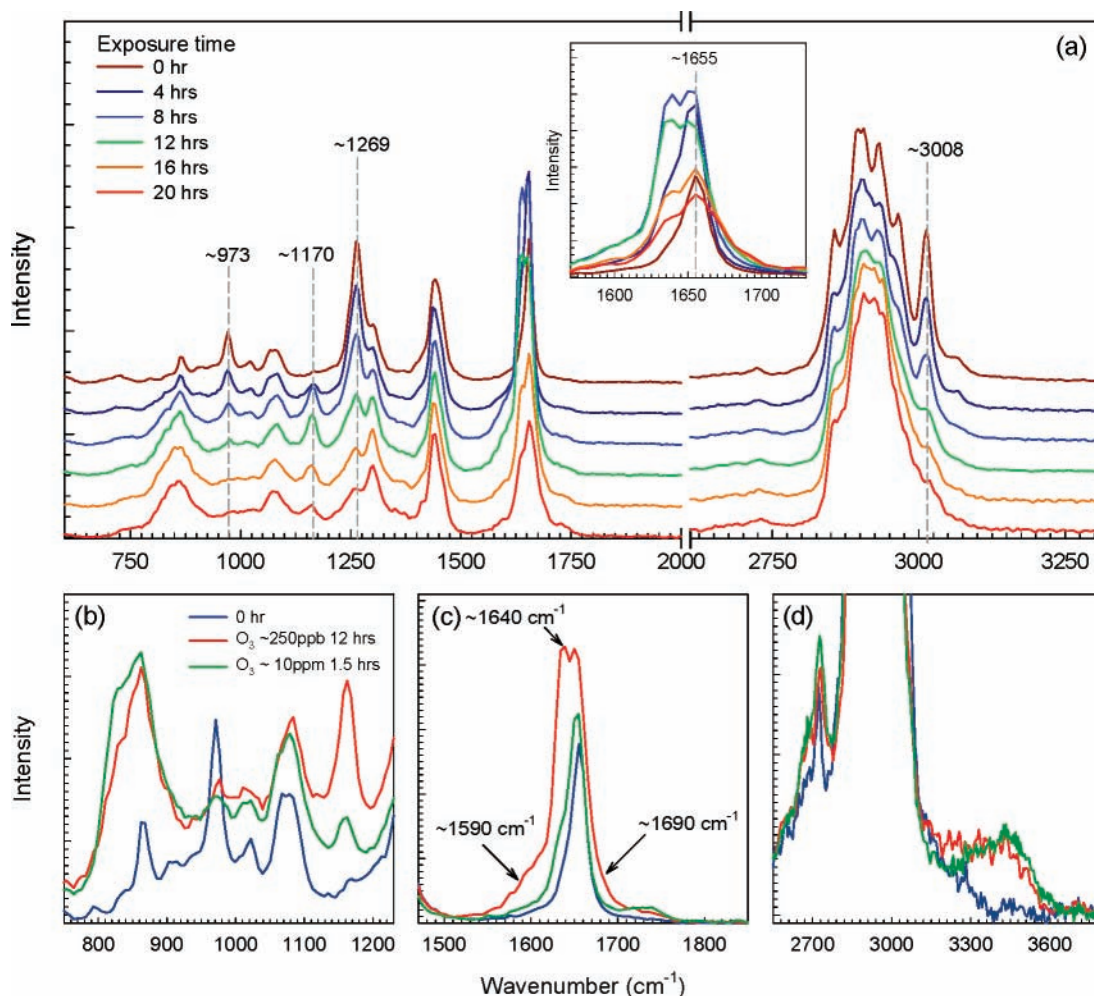 (a)
Exposure time
0 hr
4 hrs
8 hrs
12 hrs
16 hrs
20 hrs
~973
~1170
~1269
~1655
~3008
Intensity
1600 1650 1700
Intensity
750 1000 1250 1500 1750 2000 2750 3000 3250
(b)
0 hr
O₃ ~250ppb 12 hrs
O₃ ~ 10ppm 1.5 hrs
(c)
~1640 cm⁻¹
~1590 cm⁻¹
~1690 cm⁻¹
(d)
Intensity
800 900 1000 1100 1200
1500 1600 1700 1800
2700 3000 3300 3600
Wavenumber (cm⁻¹)